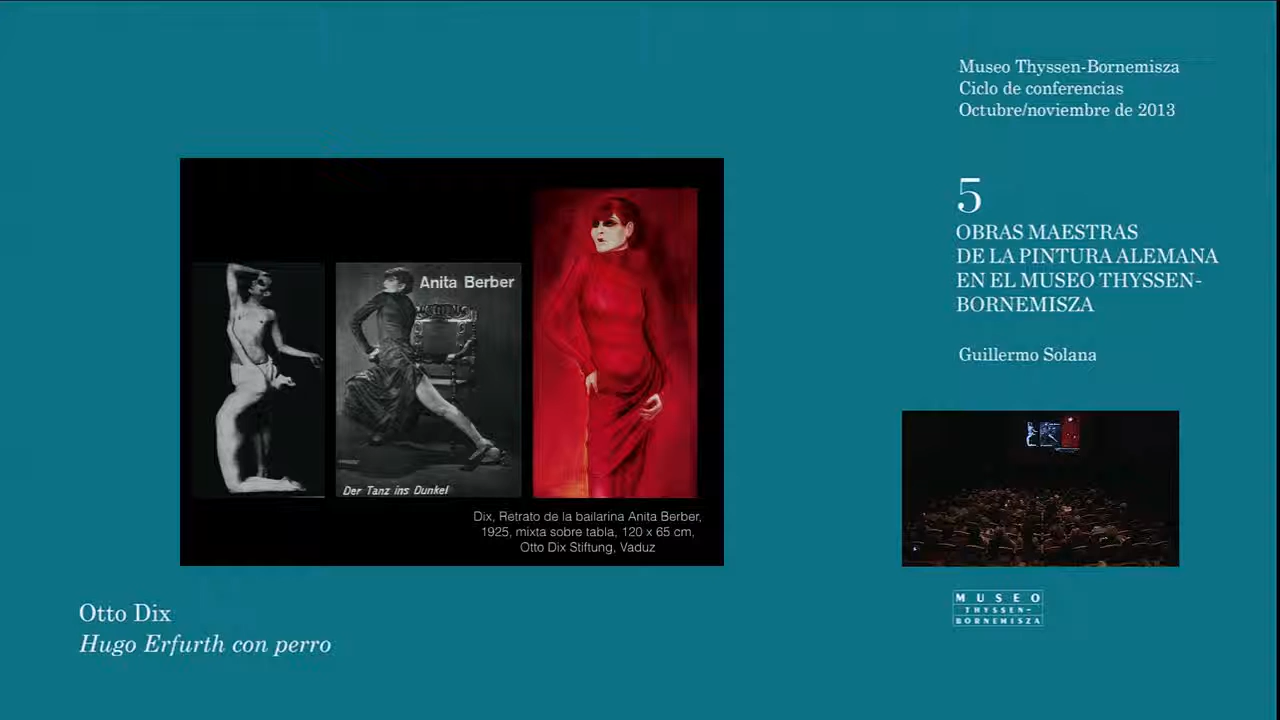 Museo Thyssen-Bornemisza
Ciclo de conferencias
Octubre/noviembre de 2013
5
OBRAS MAESTRAS
DE LA PINTURA ALEMANA
EN EL MUSEO THYSSEN-
BORNEMISZA
Guillermo Solana
Anita Berber
Der Tanz ins Dunkel
Dix, Retrato de la bailarina Anita Berber,
1925, mixta sobre tabla, 120 x 65 cm,
Otto Dix Stiftung, Vaduz
MUSEO
THYSSEN-
BORNEMISZA
Otto Dix
Hugo Erfurth con perro